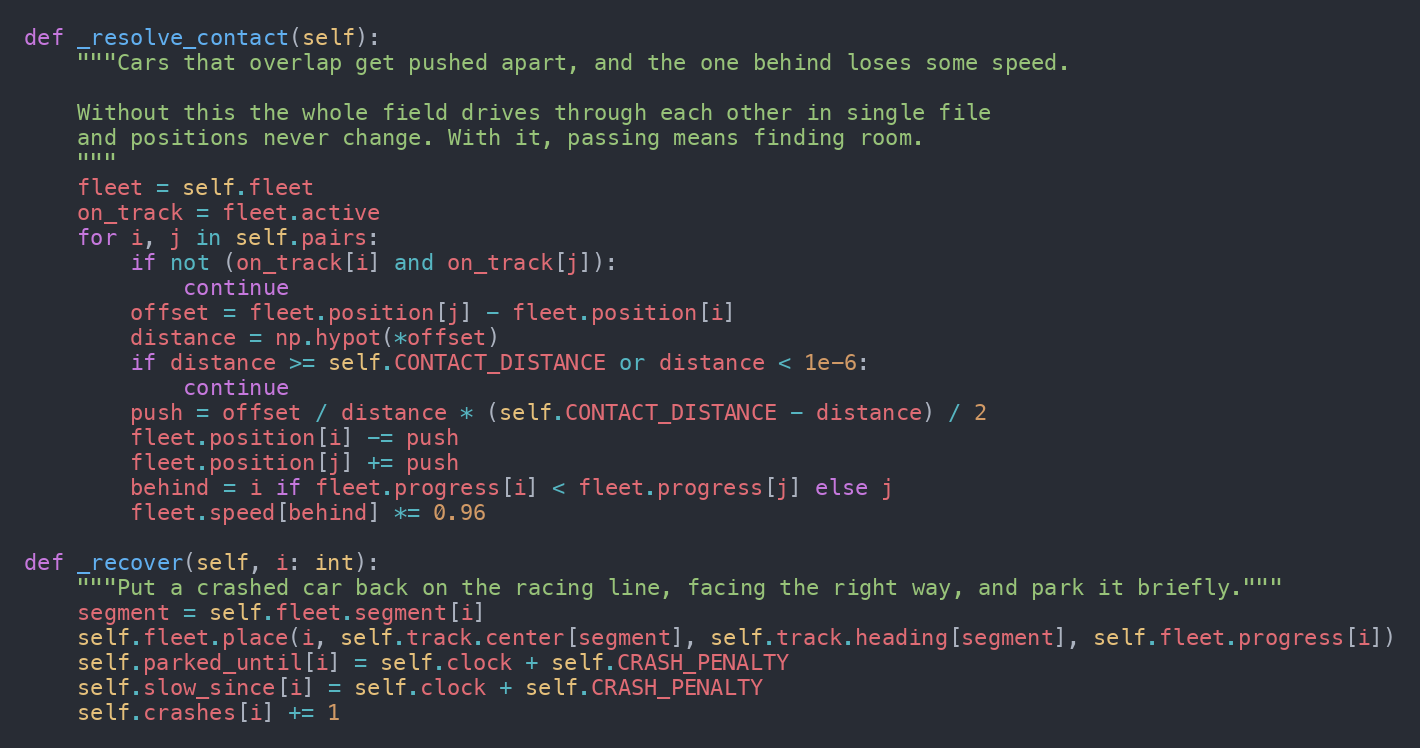 def _resolve_contact(self):
    """Cars that overlap get pushed apart, and the one behind loses some speed.

    Without this the whole field drives through each other in single file
    and positions never change. With it, passing means finding room.
    """
    fleet = self.fleet
    on_track = fleet.active
    for i, j in self.pairs:
        if not (on_track[i] and on_track[j]):
            continue
        offset = fleet.position[j] - fleet.position[i]
        distance = np.hypot(*offset)
        if distance >= self.CONTACT_DISTANCE or distance < 1e-6:
            continue
        push = offset / distance * (self.CONTACT_DISTANCE - distance) / 2
        fleet.position[i] -= push
        fleet.position[j] += push
        behind = i if fleet.progress[i] < fleet.progress[j] else j
        fleet.speed[behind] *= 0.96

def _recover(self, i: int):
    """Put a crashed car back on the racing line, facing the right way, and park it briefly."""
    segment = self.fleet.segment[i]
    self.fleet.place(i, self.track.center[segment], self.track.heading[segment], self.fleet.progress[i])
    self.parked_until[i] = self.clock + self.CRASH_PENALTY
    self.slow_since[i] = self.clock + self.CRASH_PENALTY
    self.crashes[i] += 1